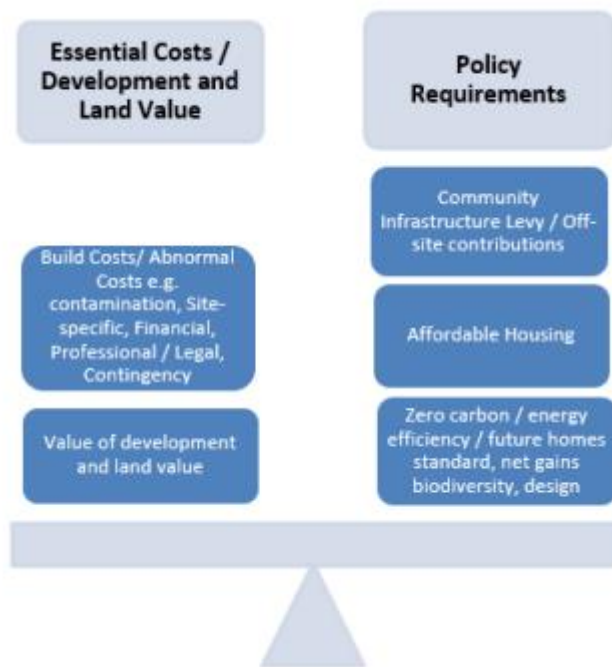 Essential Costs /
Development and
Land Value
Policy
Requirements
Community
Infrastructure Levy / Off-
site contributions
Build Costs/ Abnormal
Costs e.g.
contamination, Site-
specific, Financial,
Professional / Legal,
Contingency
Affordable Housing
Value of development
and land value
Zero carbon / energy
efficiency / future homes
standard, net gains
biodiversity, design